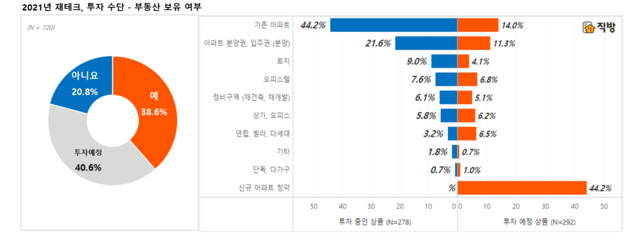 2021년 재테크, 투자 수단 - 부동산 보유 여부
(N = 720)
직방
아니요
20.8%
예
38.6%
투자예정
40.6%
기존 아파트 44.2% 14.0%
아파트 분양권, 입주권 (분양) 21.6% 11.3%
토지 9.0% 4.1%
오피스텔 7.6% 6.8%
정비구역 (재건축, 재개발) 6.1% 5.1%
상가, 오피스 5.8% 6.2%
연립, 빌라, 다세대 3.2% 6.5%
기타 1.8% 0.7%
단독, 다가구 0.7% 1.0%
신규 아파트 청약 % 44.2%
50 40 30 20 10 0 0 10 20 30 40 50
투자 중인 상품 (N=278) 투자 예정 상품 (N=292)